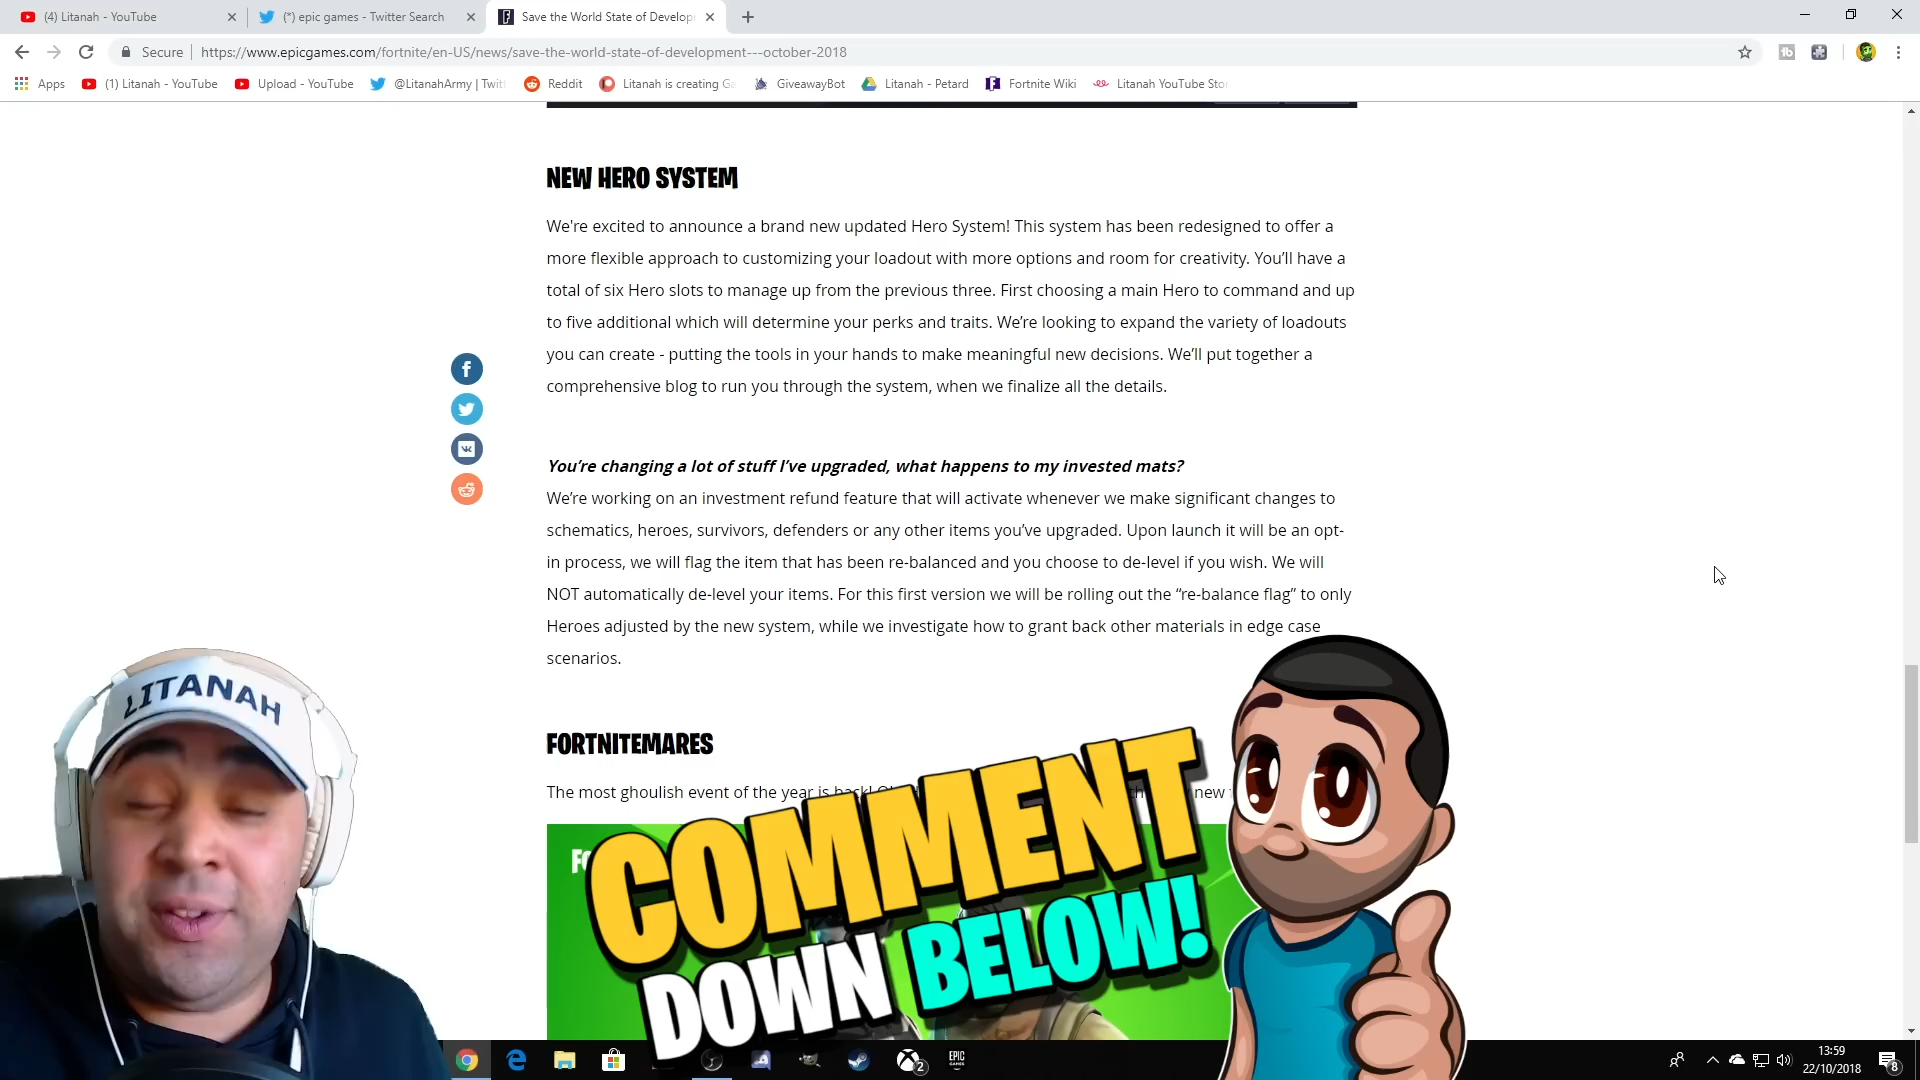 (4) Litanah - YouTube
(*) epic games - Twitter Search
Save the World State of Develop
Secure
https://www.epicgames.com/fortnite/en-US/news/save-the-world-state-of-development---october-2018
Apps
(1) Litanah - YouTube
Upload - YouTube
@LitanahArmy | Twit
Reddit
Litanah is creating Ga
GiveawayBot
Litanah - Petard
Fortnite Wiki
Litanah YouTube Stor
NEW HERO SYSTEM
We're excited to announce a brand new updated Hero System! This system has been redesigned to offer a
more flexible approach to customizing your loadout with more options and room for creativity. You’ll have a
total of six Hero slots to manage up from the previous three. First choosing a main Hero to command and up
to five additional which will determine your perks and traits. We’re looking to expand the variety of loadouts
you can create - putting the tools in your hands to make meaningful new decisions. We’ll put together a
comprehensive blog to run you through the system, when we finalize all the details.
You’re changing a lot of stuff I’ve upgraded, what happens to my invested mats?
We’re working on an investment refund feature that will activate whenever we make significant changes to
schematics, heroes, survivors, defenders or any other items you’ve upgraded. Upon launch it will be an opt-
in process, we will flag the item that has been re-balanced and you choose to de-level if you wish. We will
NOT automatically de-level your items. For this first version we will be rolling out the “re-balance flag” to only
Heroes adjusted by the new system, while we investigate how to grant back other materials in edge case
scenarios.
FORTNITEMARES
The most ghoulish event of the year is back! new
LITANAH
COMMENT
DOWN BELOW!
2
EPIC
GAMES
13:59
22/10/2018
8